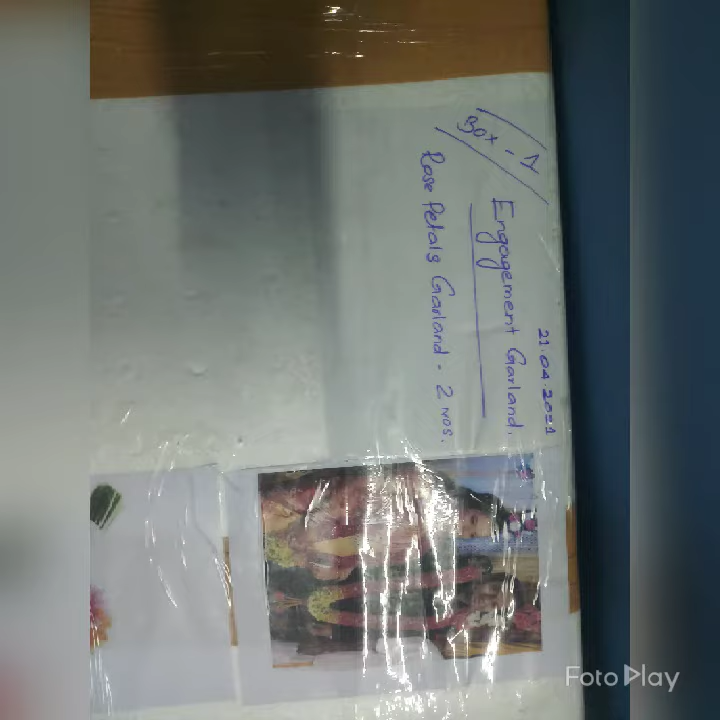 21.04.2021
Box - 1
Engagement Garland.
Rose Petals Garland - 2 nos.
FotoPlay